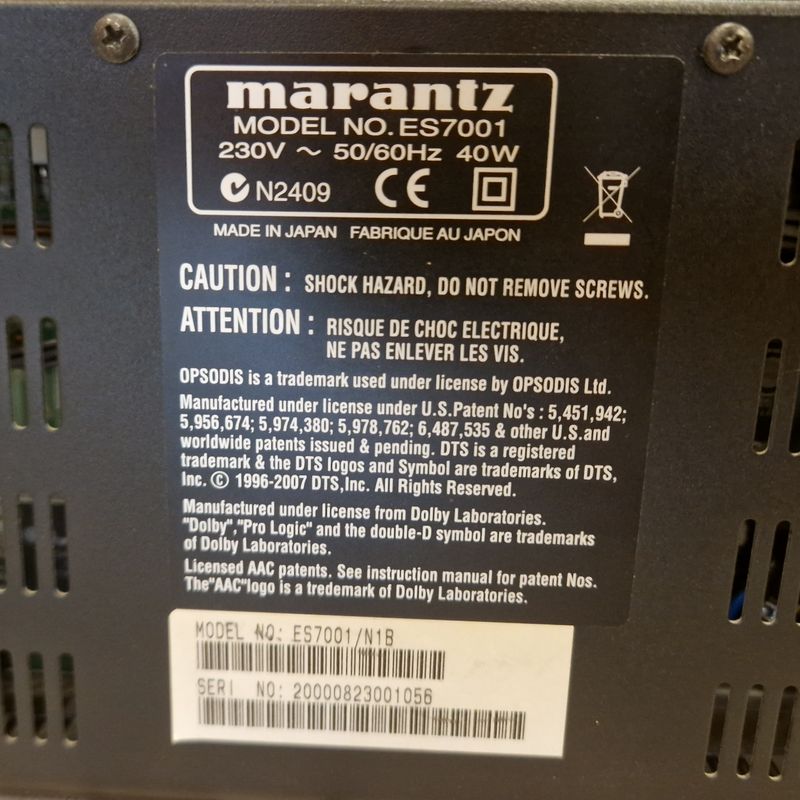 marantz
MODEL NO. ES7001
230V ~ 50/60Hz 40W
N2409 CE
MADE IN JAPAN FABRIQUE AU JAPON
CAUTION : SHOCK HAZARD, DO NOT REMOVE SCREWS.
ATTENTION : RISQUE DE CHOC ELECTRIQUE,
NE PAS ENLEVER LES VIS.
OPSODIS is a trademark used under license by OPSODIS Ltd.
Manufactured under license under U.S.Patent No's : 5,451,942;
5,956,674; 5,974,380; 5,978,762; 6,487,535 & other U.S.and
worldwide patents issued & pending. DTS is a registered
trademark & the DTS logos and Symbol are trademarks of DTS,
Inc. © 1996-2007 DTS,Inc. All Rights Reserved.
Manufactured under license from Dolby Laboratories.
"Dolby","Pro Logic" and the double-D symbol are trademarks
of Dolby Laboratories.
Licensed AAC patents. See instruction manual for patent Nos.
The"AAC"logo is a trademark of Dolby Laboratories.
MODEL NO: ES7001/N1B
SERI NO: 20000823001056